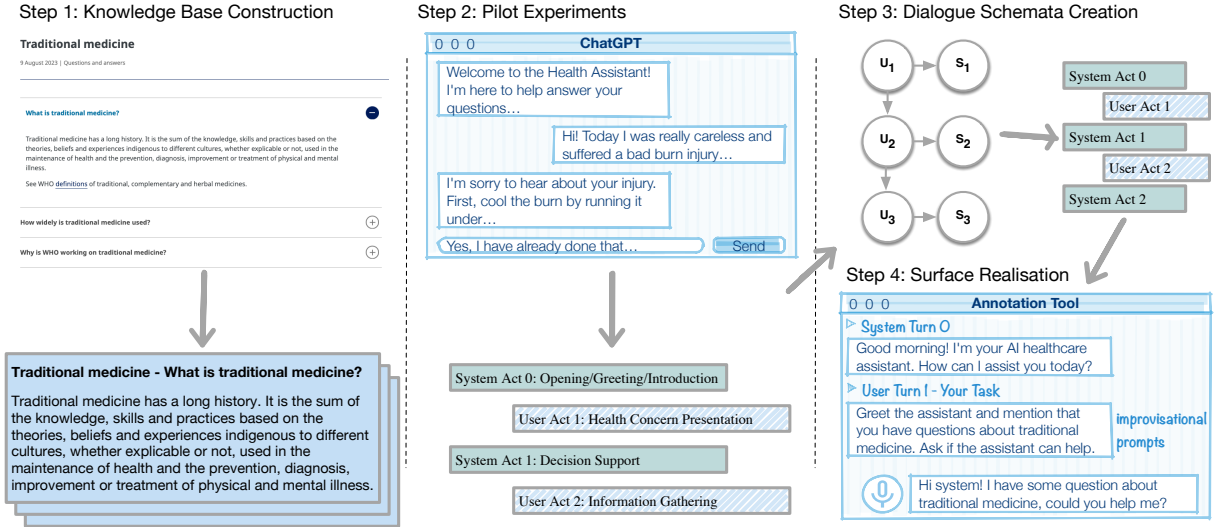 Step 1: Knowledge Base Construction
Traditional medicine
9 August 2023 | Questions and answers
What is traditional medicine?
Traditional medicine has a long history. It is the sum of the knowledge, skills and practices based on the
theories, beliefs and experiences indigenous to different cultures, whether explicable or not, used in the
maintenance of health and the prevention, diagnosis, improvement or treatment of physical and mental
illness.
See WHO definitions of traditional, complementary and herbal medicines.
How widely is traditional medicine used?
Why is WHO working on traditional medicine?
Traditional medicine - What is traditional medicine?
Traditional medicine has a long history. It is the sum of
the knowledge, skills and practices based on the
theories, beliefs and experiences indigenous to different
cultures, whether explicable or not, used in the
maintenance of health and the prevention, diagnosis,
improvement or treatment of physical and mental illness.
Step 2: Pilot Experiments
ChatGPT
Welcome to the Health Assistant!
I'm here to help answer your
questions…
Hi! Today I was really careless and
suffered a bad burn injury…
I'm sorry to hear about your injury.
First, cool the burn by running it
under…
Yes, I have already done that…
Send
System Act 0: Opening/Greeting/Introduction
User Act 1: Health Concern Presentation
System Act 1: Decision Support
User Act 2: Information Gathering
Step 3: Dialogue Schemata Creation
U1 S1
U2 S2
U3 S3
System Act 0
User Act 1
System Act 1
User Act 2
System Act 2
Step 4: Surface Realisation
Annotation Tool
System Turn 0
Good morning! I'm your AI healthcare
assistant. How can I assist you today?
User Turn 1 - Your Task
Greet the assistant and mention that
you have questions about traditional
medicine. Ask if the assistant can help.
improvisational
prompts
Hi system! I have some question about
traditional medicine, could you help me?